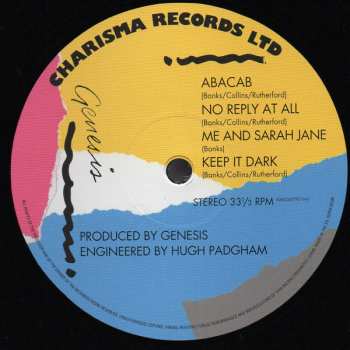 CHARISMA RECORDS LTD
Genesis
ABACAB
(Banks/Collins/Rutherford)
NO REPLY AT ALL
(Banks/Collins/Rutherford)
ME AND SARAH JANE
(Banks)
KEEP IT DARK
(Banks/Collins/Rutherford)
STEREO 33⅓ RPM
PRODUCED BY GENESIS
ENGINEERED BY HUGH PADGHAM